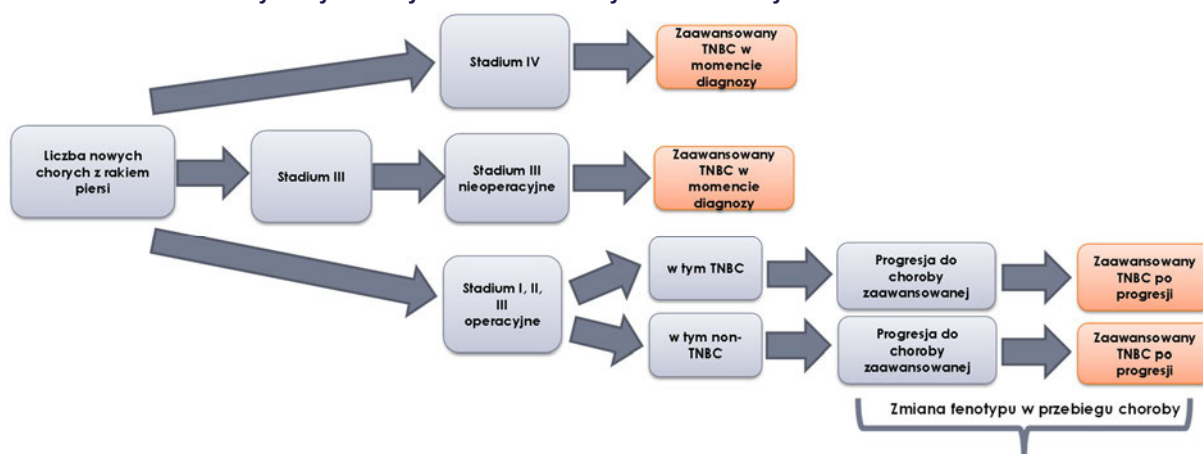 Zaawansowany
TNBC w
momencie
diagnozy
Stadium IV
Liczba nowych
chorych z rakiem
piersi
Stadium III
Stadium III
nieoperacyjne
Zaawansowany
TNBC w
momencie
diagnozy
Stadium I, II,
III
operacyjne
w tym TNBC
Progresja do
choroby
zaawansowanej
Zaawansowany
TNBC po
progresji
w tym non-
TNBC
Progresja do
choroby
zaawansowanej
Zaawansowany
TNBC po
progresji
Zmiana fenotypu w przebiegu choroby